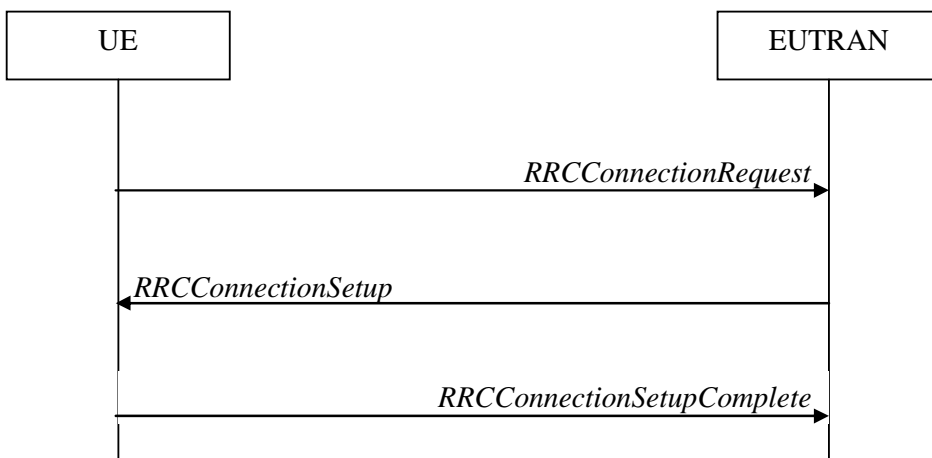 UE
EUTRAN
RRCConnectionRequest
RRCConnectionSetup
RRCConnectionSetupComplete